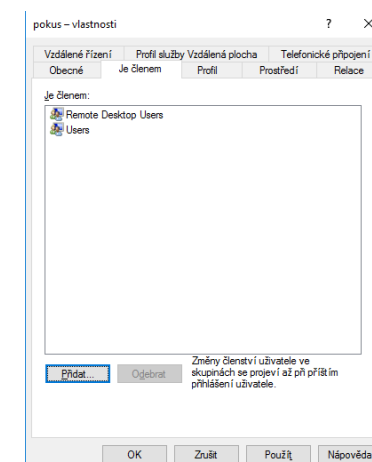 pokus – vlastnosti ? ×
Vzdálené řízení Profil služby Vzdálená plocha Telefonické připojení
Obecné Je členem Profil Prostředí Relace
Je členem:
Remote Desktop Users
Users
Přidat... Odebrat
Změny členství uživatele ve
skupinách se projeví až při příštím
přihlášení uživatele.
OK Zrušit Použít Nápověda